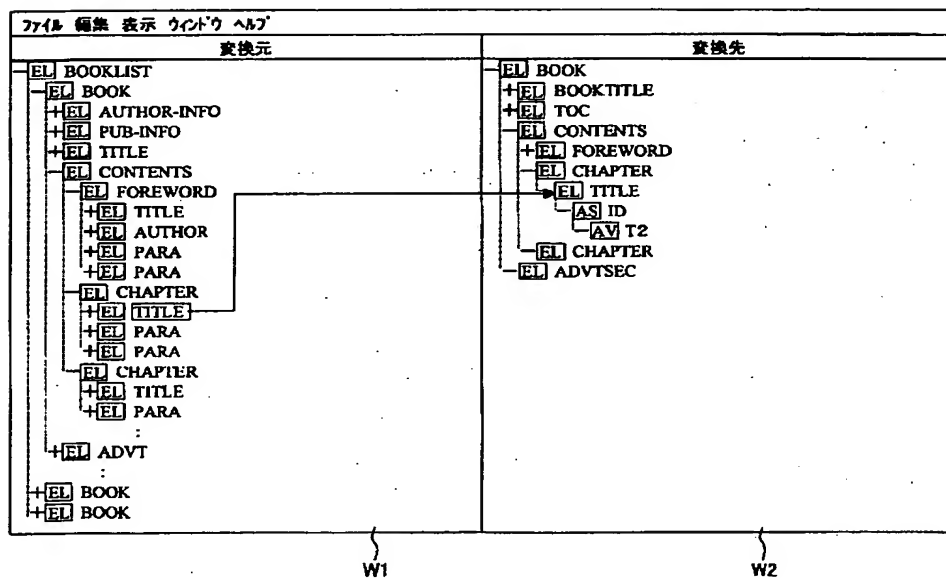 ファイル 編集 表示 ウィンドウ ヘルプ
変換元
EL BOOKLIST
EL BOOK
EL AUTHOR-INFO
EL PUB-INFO
EL TITLE
EL CONTENTS
EL FOREWORD
EL TITLE
EL AUTHOR
EL PARA
EL PARA
EL CHAPTER
EL TITLE
EL PARA
EL PARA
EL CHAPTER
EL TITLE
EL PARA
:
EL ADVT
:
EL BOOK
EL BOOK
W1
変換先
EL BOOK
EL BOOKTITLE
EL TOC
EL CONTENTS
EL FOREWORD
EL CHAPTER
EL TITLE
AS ID
AV T2
EL CHAPTER
EL ADVTSEC
W2